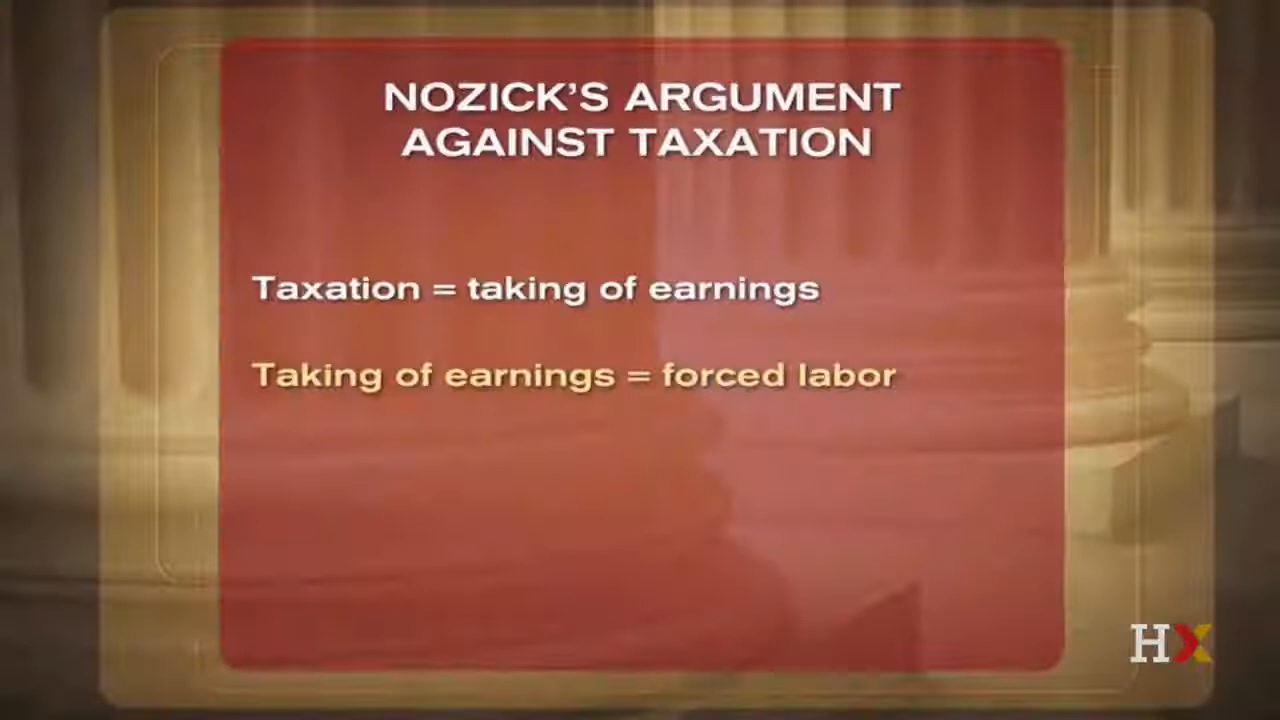 NOZICK'S ARGUMENT
AGAINST TAXATION
Taxation = taking of earnings
Taking of earnings = forced labor
HX